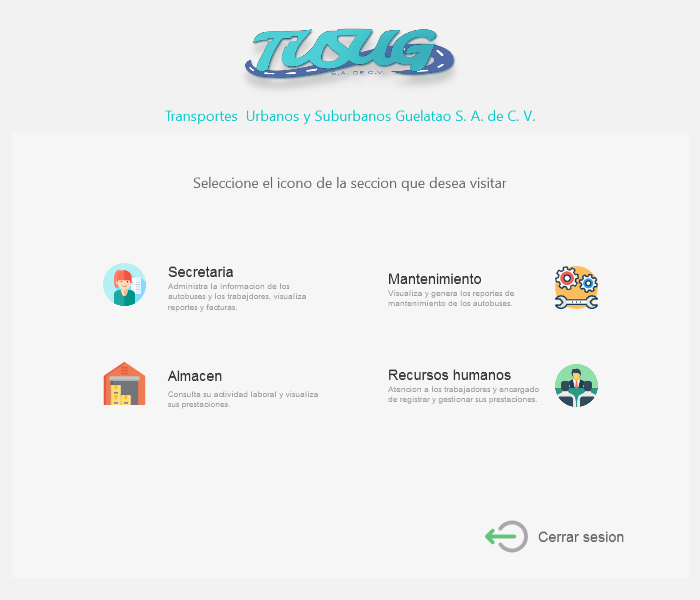 TUSUG
S.A. DE C.V.
Transportes Urbanos y Suburbanos Guelatao S. A. de C. V.
Seleccione el icono de la seccion que desea visitar
Secretaria
Administra la informacion de los
autobuses y los trabajdores, visualiza
reportes y facturas.
Mantenimiento
Visualiza y genera los reportes de
mantenimiento de los autobuses.
Almacen
Consulta su actividad laboral y visualiza
sus prestaciones.
Recursos humanos
Atencion a los trabajadores y encargado
de registrar y gestionar sus prestaciones.
Cerrar sesion